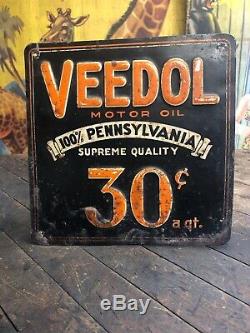 VEEDOL
MOTOR OIL
100% PENNSYLVANIA
SUPREME QUALITY
30¢
a qt.